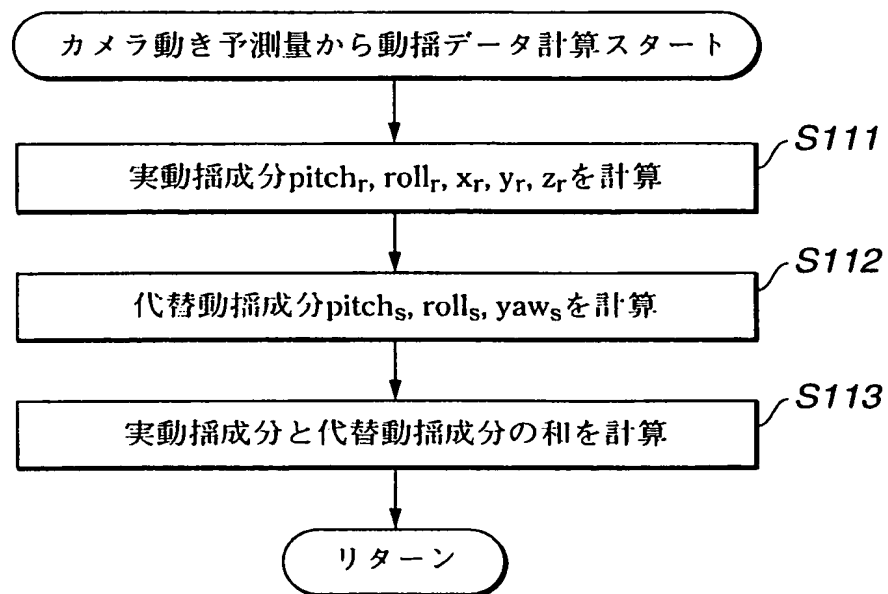 カメラ動き予測量から動揺データ計算スタート
S111
実動揺成分pitchr, rollr, xr, yr, zrを計算
S112
代替動揺成分pitchs, rolls, yawsを計算
S113
実動揺成分と代替動揺成分の和を計算
リターン